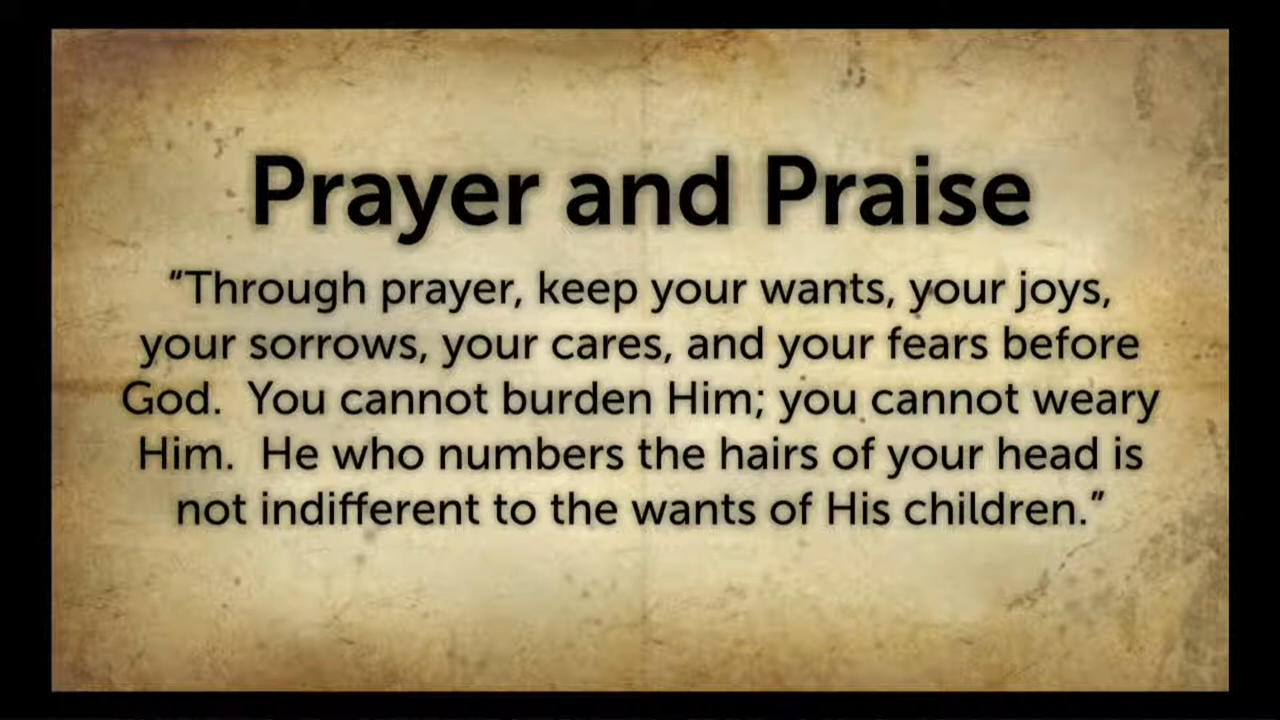 Prayer and Praise
“Through prayer, keep your wants, your joys,
your sorrows, your cares, and your fears before
God.  You cannot burden Him; you cannot weary
Him.  He who numbers the hairs of your head is
not indifferent to the wants of His children.”